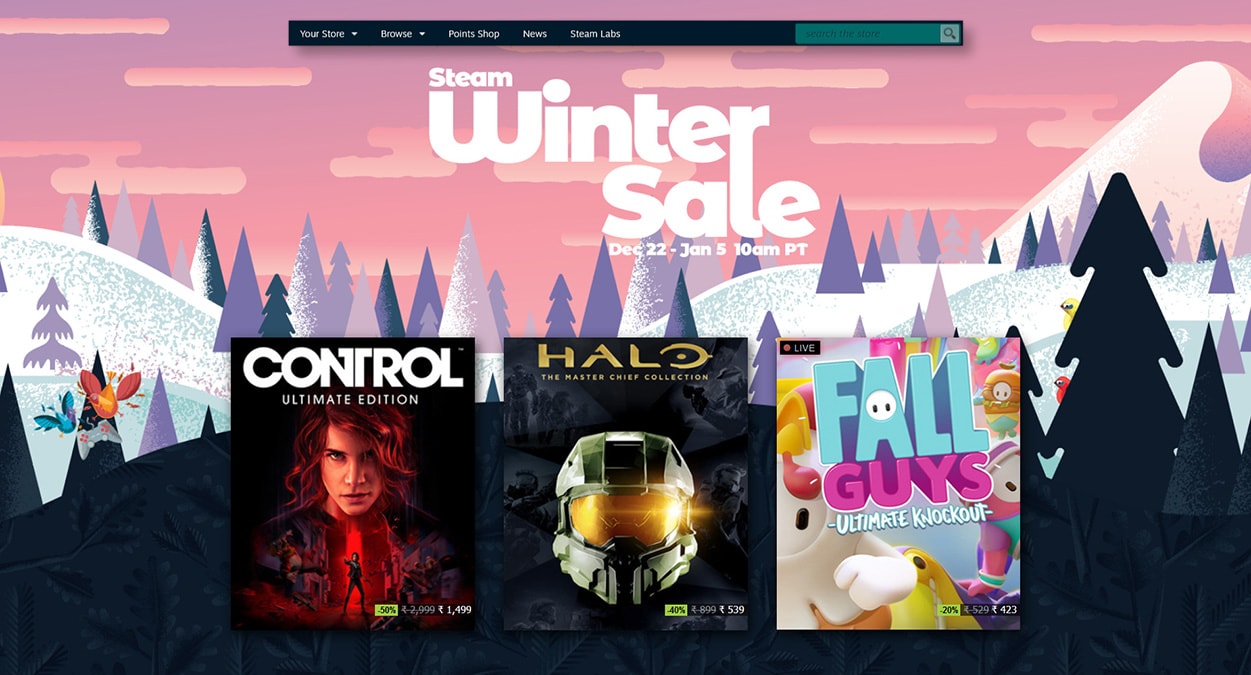 Your Store Browse Points Shop News Steam Labs search the store
Steam
Winter
Sale
Dec 22 - Jan 5 10am PT
CONTROL™
ULTIMATE EDITION
-50% ₹ 2,999 ₹ 1,499
HALO
THE MASTER CHIEF COLLECTION
-40% ₹ 899 ₹ 539
LIVE
FALL
GUYS
-ULTIMATE KNOCKOUT-
-20% ₹ 529 ₹ 423